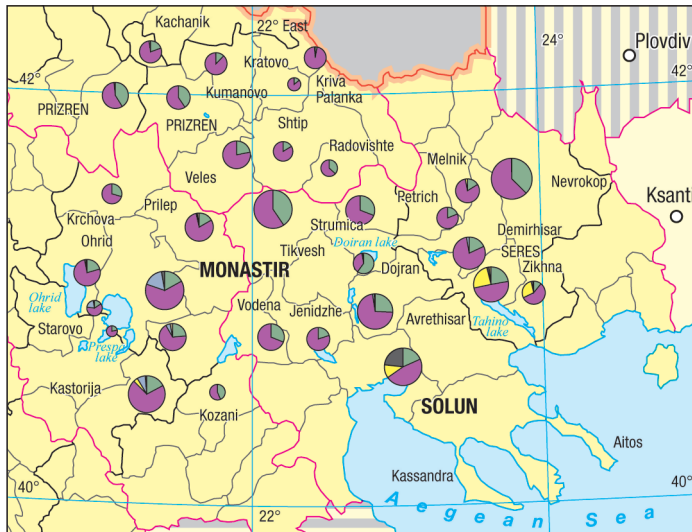 Kachanik
22° East
24°
Plovdiv
Kratovo
42°
42°
Kriva
Palanka
Kumanovo
PRIZREN
PRIZREN
Shtip
Radovishte
Melnik
Veles
Nevrokop
Petrich
Krchova
Prilep
Strumica
Ksanti
Ohrid
Demirhisar
Tikvesh
Doiran lake
SERES
MONASTIR
Dojran
Ziknna
Ohrid
lake
Vodena
Jenidzhe
Avrethisar
Tahino
lake
Starovo
Prespa
lake
Kastorija
Kozani
SOLUN
Aitos
Kassandra
40°
40°
22°
Aegean Sea